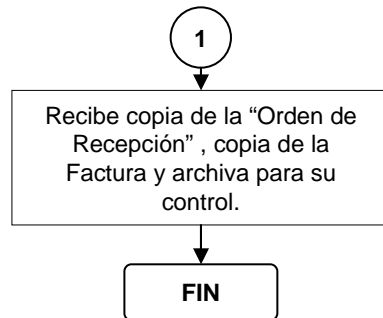 1
Recibe copia de la “Orden de
Recepción” , copia de la
Factura y archiva para su
control.
FIN